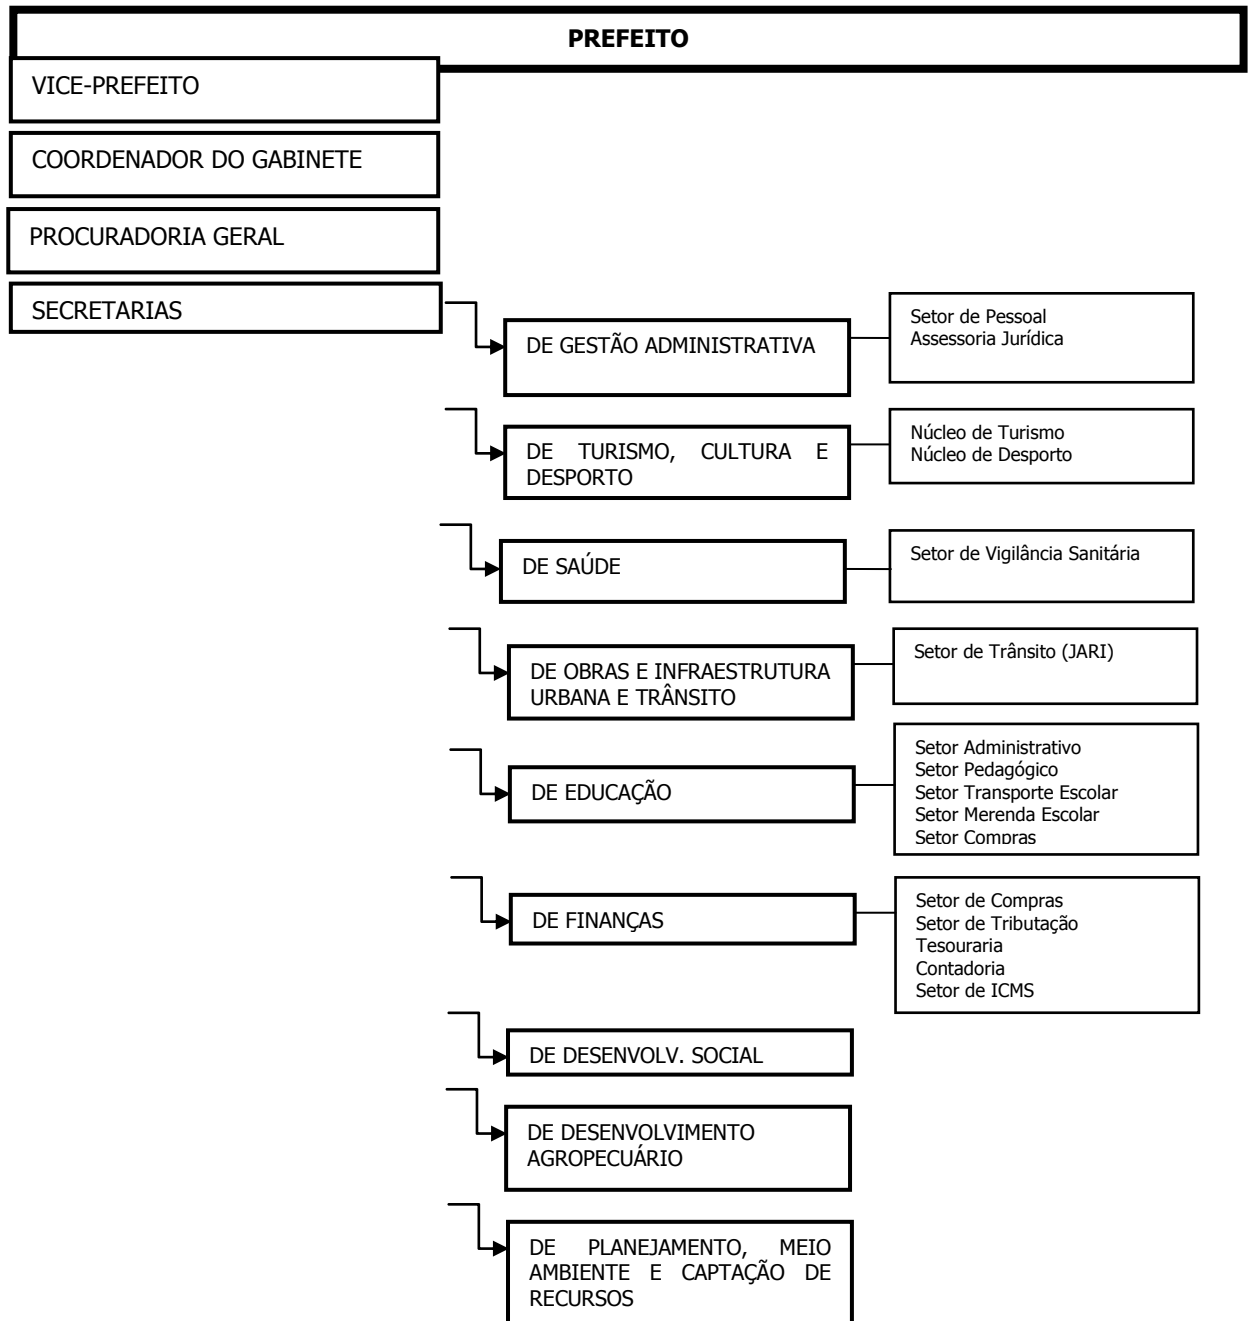 PREFEITO
VICE-PREFEITO
COORDENADOR DO GABINETE
PROCURADORIA GERAL
SECRETARIAS
DE GESTÃO ADMINISTRATIVA
Setor de Pessoal
Assessoria Jurídica
DE TURISMO, CULTURA E
DESPORTO
Núcleo de Turismo
Núcleo de Desporto
DE SAÚDE
Setor de Vigilância Sanitária
DE OBRAS E INFRAESTRUTURA
URBANA E TRÂNSITO
Setor de Trânsito (JARI)
DE EDUCAÇÃO
Setor Administrativo
Setor Pedagógico
Setor Transporte Escolar
Setor Merenda Escolar
Setor Compras
DE FINANÇAS
Setor de Compras
Setor de Tributação
Tesouraria
Contadoria
Setor de ICMS
DE DESENVOLV. SOCIAL
DE DESENVOLVIMENTO
AGROPECUÁRIO
DE PLANEJAMENTO, MEIO
AMBIENTE E CAPTAÇÃO DE
RECURSOS